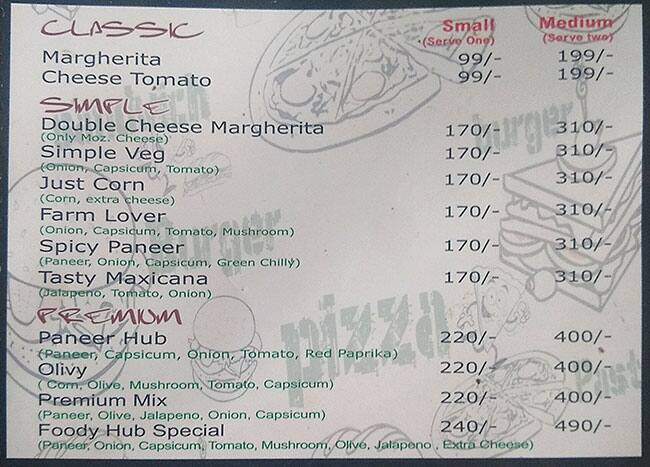 CLASSIC Small Medium
(Serve One) (Serve two)
Margherita 99/- 199/-
Cheese Tomato 99/- 199/-
SIMPLE
Double Cheese Margherita 170/- 310/-
(Only Moz. Cheese)
Simple Veg 170/- 310/-
(Onion, Capsicum, Tomato)
Just Corn 170/- 310/-
(Corn, extra cheese)
Farm Lover 170/- 310/-
(Onion, Capsicum, Tomato, Mushroom)
Spicy Paneer 170/- 310/-
(Paneer, Onion, Capsicum, Green Chilly)
Tasty Maxicana 170/- 310/-
(Jalapeno, Tomato, Onion)
PREMIUM
Paneer Hub 220/- 400/-
(Paneer, Capsicum, Onion, Tomato, Red Paprika)
Olivy 220/- 400/-
( Corn, Olive, Mushroom, Tomato, Capsicum)
Premium Mix 220/- 400/-
(Paneer, Olive, Jalapeno, Onion, Capsicum)
Foody Hub Special 240/- 490/-
(Paneer, Onion, Capsicum, Tomato, Mushroom, Olive, Jalapeno , Extra Cheese)
burger
burger
pizza